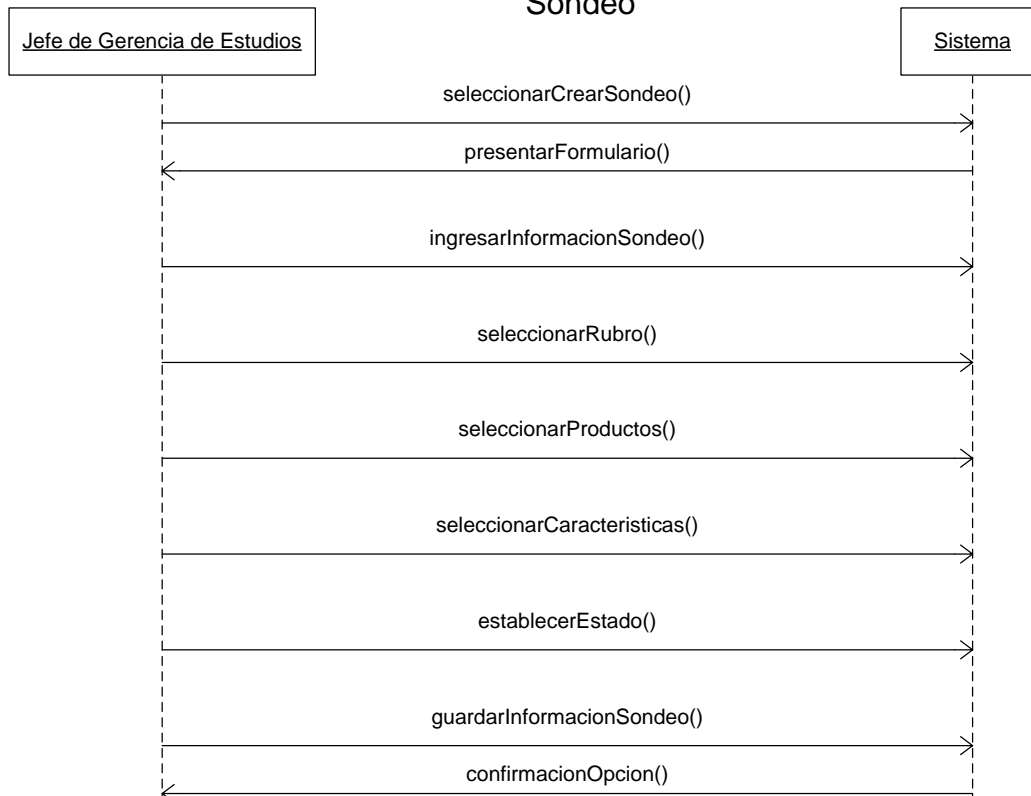 Sondeo
Jefe de Gerencia de Estudios
Sistema
seleccionarCrearSondeo()
presentarFormulario()
ingresarInformacionSondeo()
seleccionarRubro()
seleccionarProductos()
seleccionarCaracteristicas()
establecerEstado()
guardarInformacionSondeo()
confirmacionOpcion()